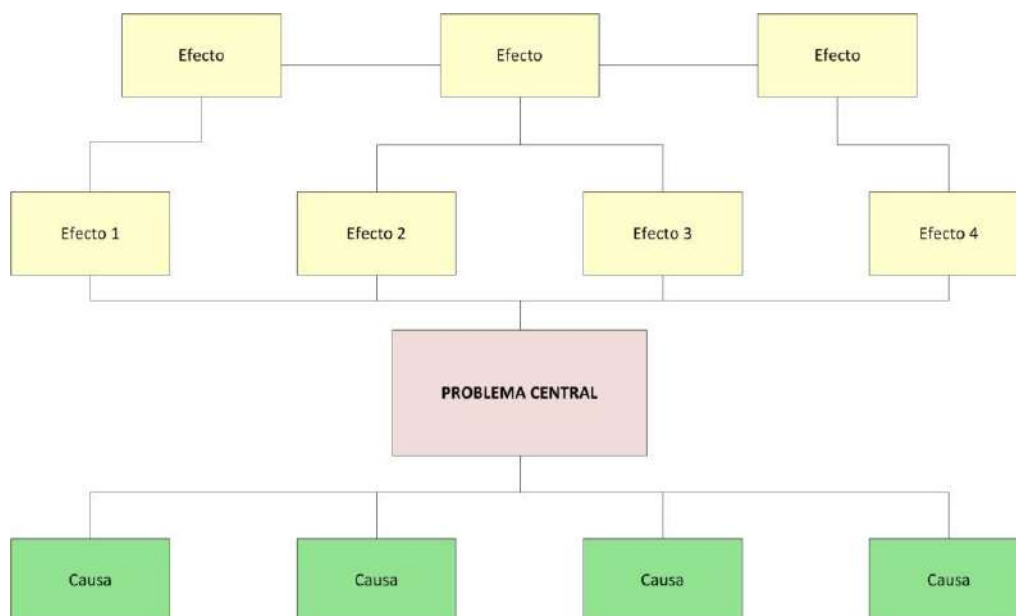 Efecto
Efecto
Efecto
Efecto 1
Efecto 2
Efecto 3
Efecto 4
PROBLEMA CENTRAL
Causa
Causa
Causa
Causa